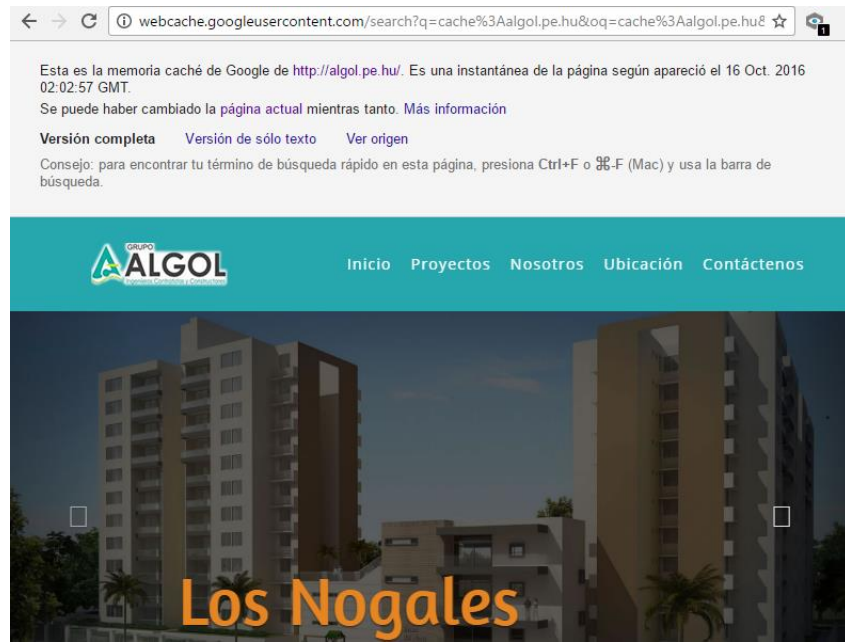 webcache.googleusercontent.com/search?q=cache%3Aalgol.pe.hu&oq=cache%3Aalgol.pe.hu&
1
Esta es la memoria caché de Google de http://algol.pe.hu/. Es una instantánea de la página según apareció el 16 Oct. 2016
02:02:57 GMT.
Se puede haber cambiado la página actual mientras tanto. Más información
Versión completa Versión de sólo texto Ver origen
Consejo: para encontrar tu término de búsqueda rápido en esta página, presiona Ctrl+F o ⌘-F (Mac) y usa la barra de
búsqueda.
GRUPO
ALGOL
Inicio Proyectos Nosotros Ubicación Contáctenos
Los Nogales